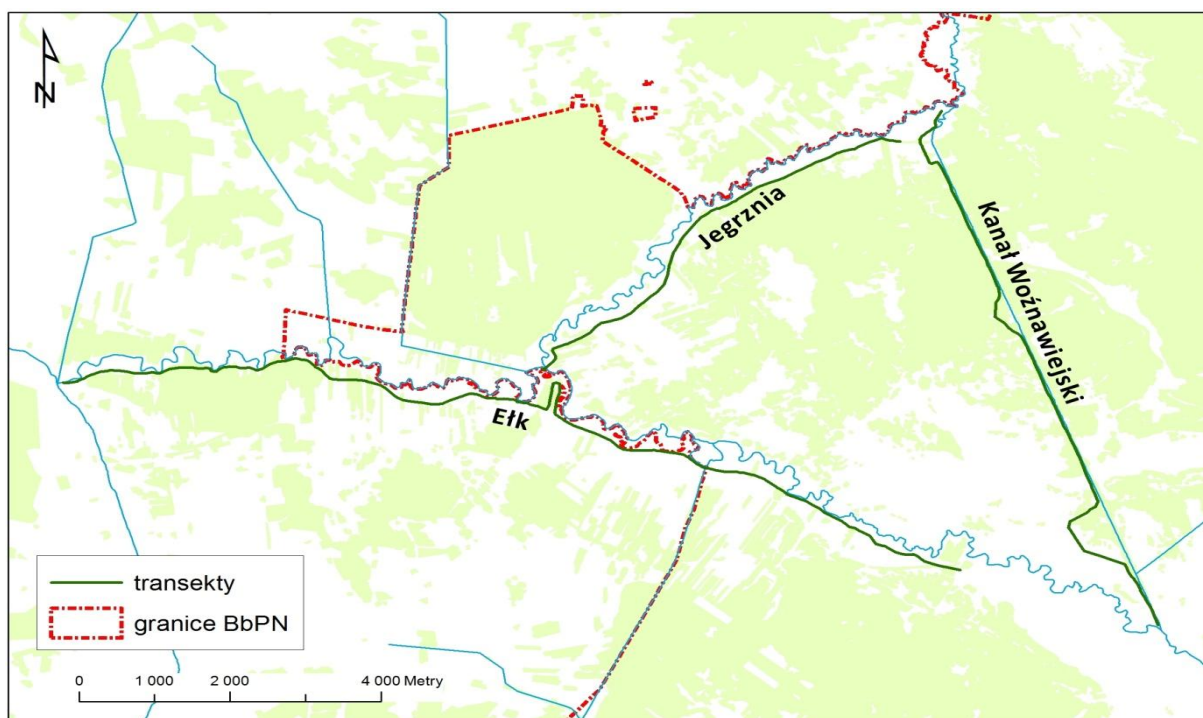 N
Jegrznia
Kanał Woźnawiejski
Ełk
transekty
granice BbPN
0 1 000 2 000 4 000 Metry